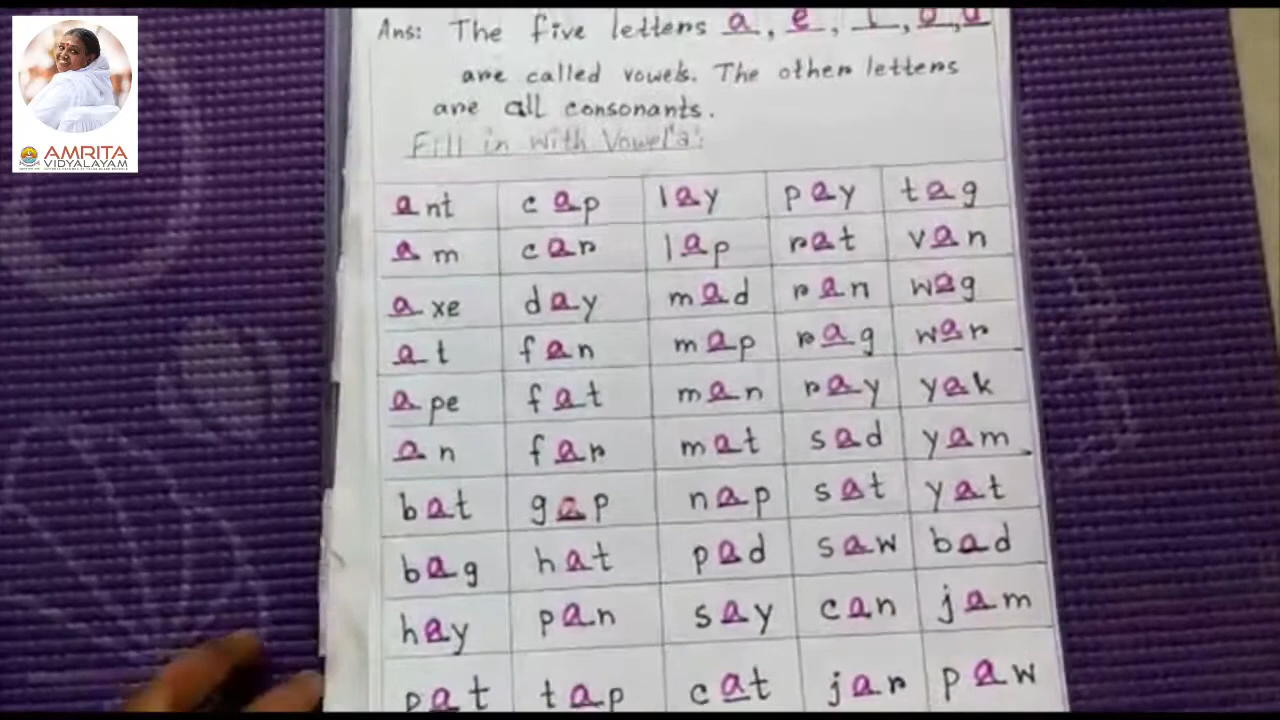 AMRITA
VIDYALAYAM
Ans: The five letters a, e, i, o, u
are called vowels. The other letters
are all consonants.
Fill in with Vowel 'a':
ant cap lay pay tag
am car lap rat van
axe day mad ran wag
at fan map rag war
ape fat man ray yak
an far mat sad yam
bat gap nap sat yat
bag hat pad saw bad
hay pan say can jam
pat tap cat jar paw